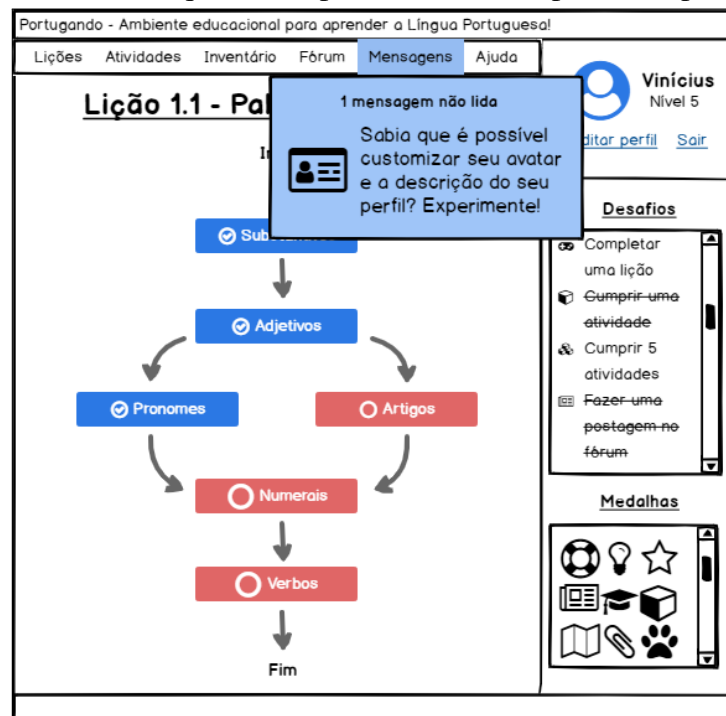 Portugando - Ambiente educacional para aprender a Língua Portuguesa!
Lições Atividades Inventário Fórum Mensagens Ajuda
Vinícius
Nível 5
perfil Sair
Lição 1.1 -
1 mensagem não lida
Sabia que é possível
customizar seu avatar
e a descrição do seu
perfil? Experimente!
Adjetivos
Pronomes
Artigos
Numerais
Verbos
Fim
Desafios
Completar
uma lição
Cumprir uma
atividade
Cumprir 5
atividades
Fazer uma
postagem no
fórum
Medalhas